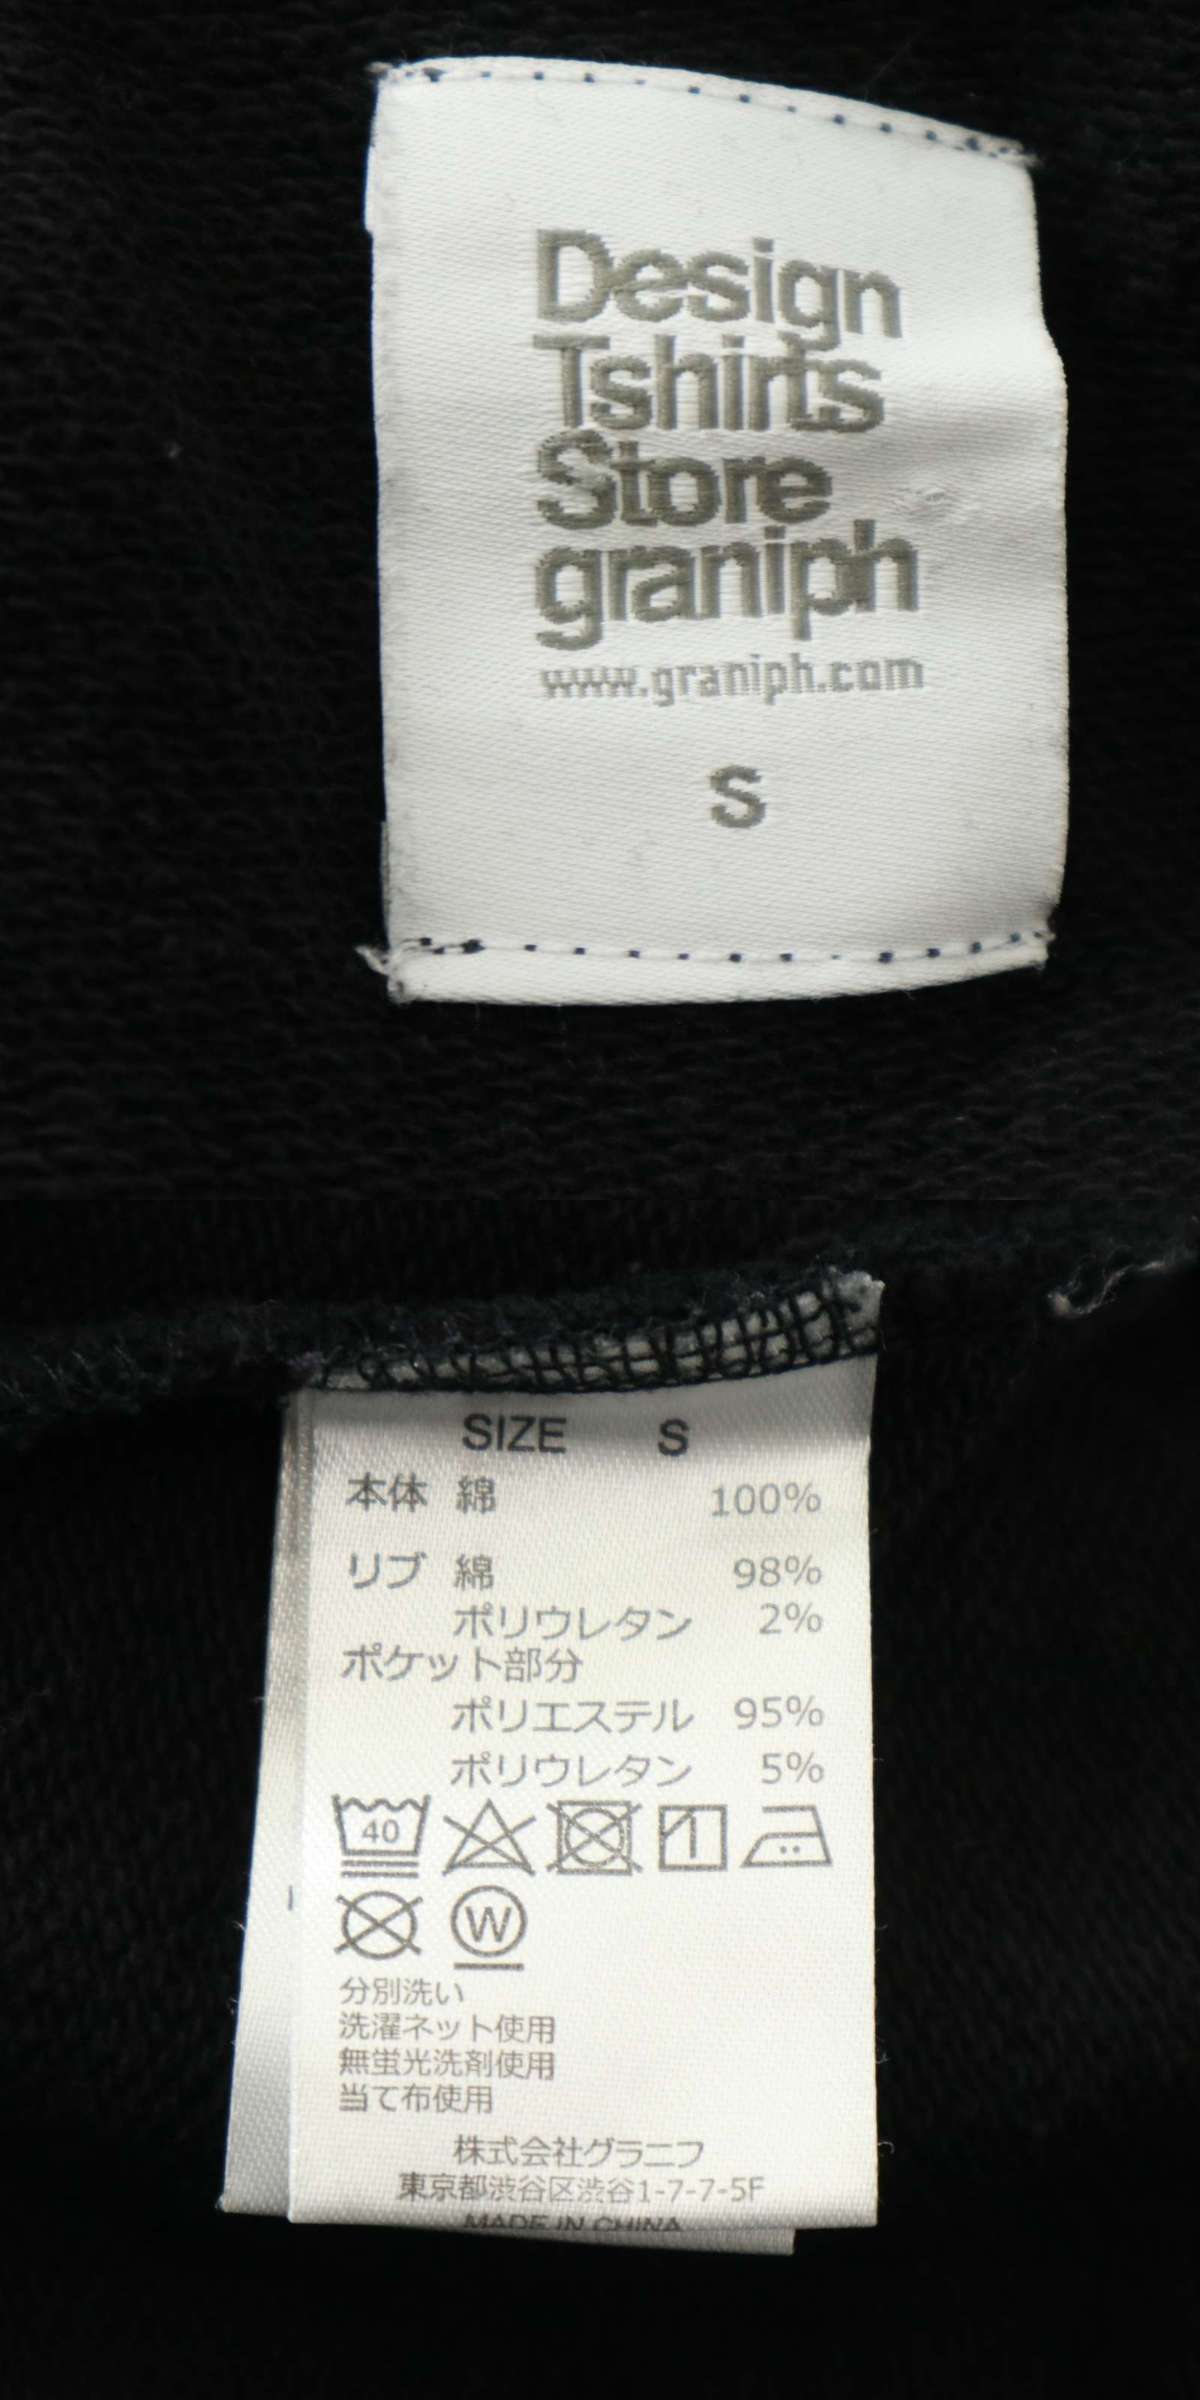 Design
Tshirts
Store
graniph
www.graniph.com
S
SIZE S
本体 綿 100%
リブ 綿 98%
ポリウレタン 2%
ポケット部分
ポリエステル 95%
ポリウレタン 5%
40
W
分別洗い
洗濯ネット使用
無蛍光洗剤使用
当て布使用
株式会社グラニフ
東京都渋谷区渋谷1-7-7-5F
MADE IN CHINA